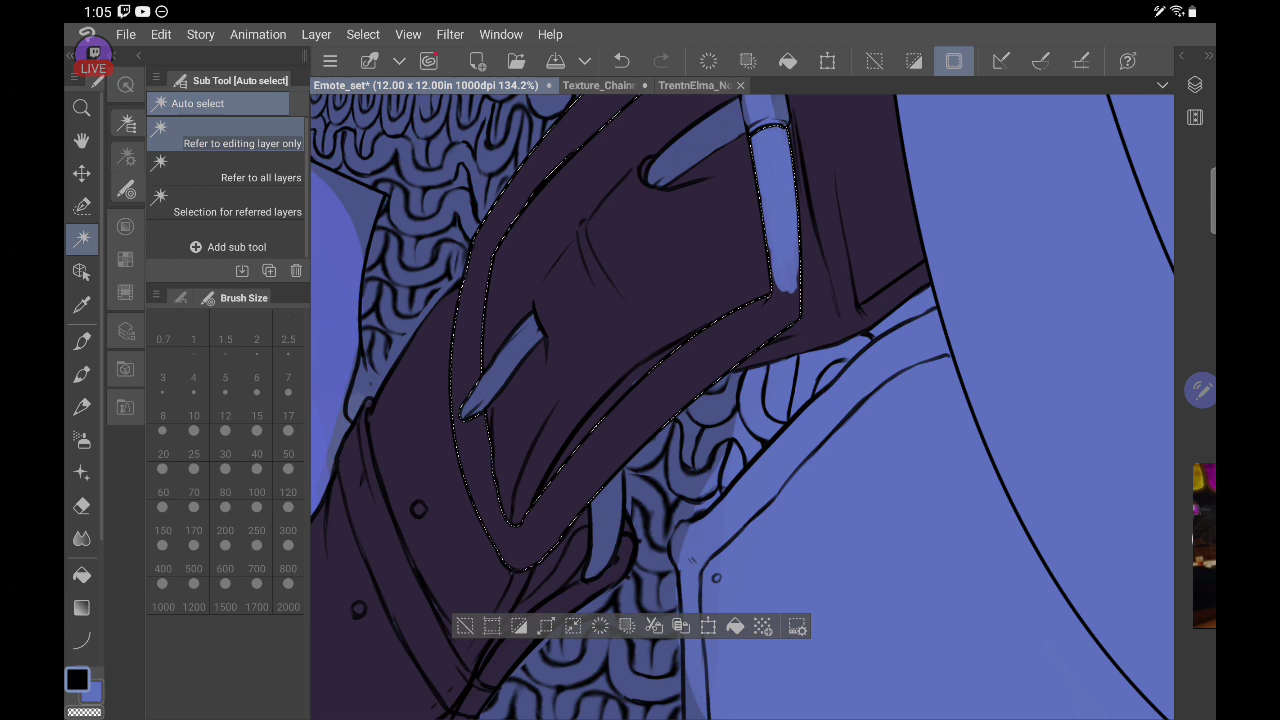 1:05
File Edit Story Animation Layer Select View Filter Window Help
LIVE
Sub Tool [Auto select]
Emote_set* (12.00 x 12.00in 1000dpi 134.2%)
Texture_Chain
TrentnElma_N
Auto select
Refer to editing layer only
Refer to all layers
Selection for referred layers
Add sub tool
Brush Size
0.7 1 1.5 2 2.5
3 4 5 6 7
8 10 12 15 17
20 25 30 40 50
60 70 80 100 120
150 170 200 250 300
400 500 600 700 800
1000 1200 1500 1700 2000